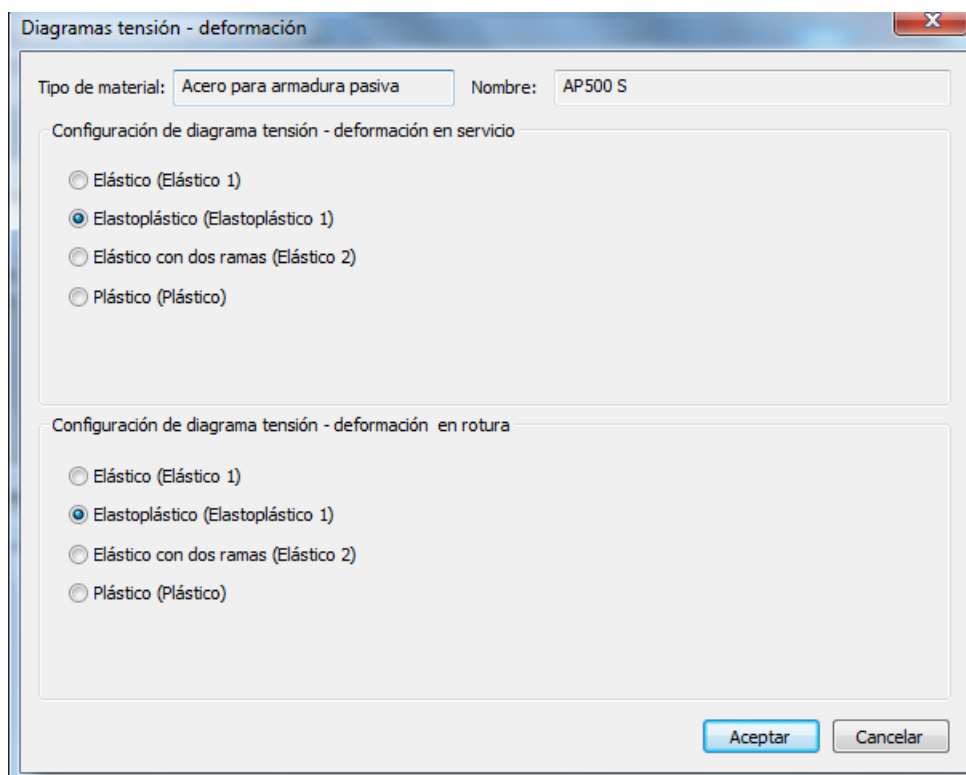 Diagramas tensión - deformación
Tipo de material: Acero para armadura pasiva Nombre: AP500 S
Configuración de diagrama tensión - deformación en servicio
Elástico (Elástico 1)
Elastoplástico (Elastoplástico 1)
Elástico con dos ramas (Elástico 2)
Plástico (Plástico)
Configuración de diagrama tensión - deformación en rotura
Elástico (Elástico 1)
Elastoplástico (Elastoplástico 1)
Elástico con dos ramas (Elástico 2)
Plástico (Plástico)
Aceptar Cancelar